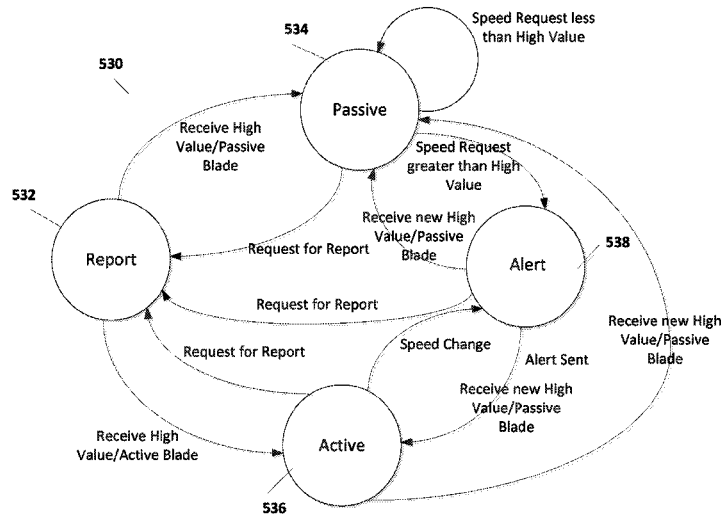 Speed Request less
than High Value
534
530
Passive
Receive High
Value/Passive
Blade
Speed Request
greater than High
Value
532
Receive new High
Value/Passive
Blade
538
Report
Request for Report
Alert
Request for Report
Receive new High
Value/Passive
Blade
Speed Change
Request for Report
Alert Sent
Receive new High
Value/Passive
Blade
Receive High
Value/Active Blade
Active
536